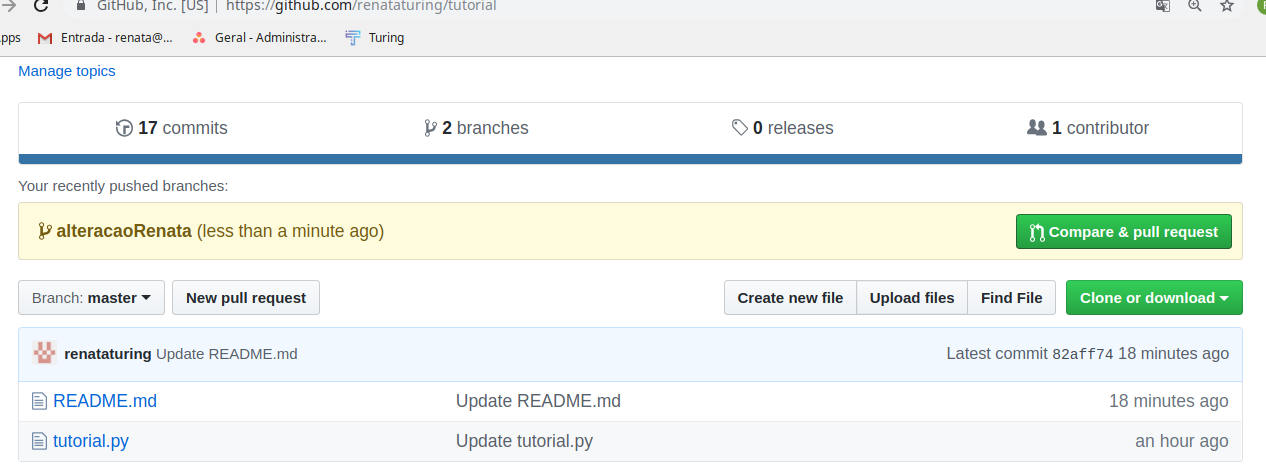 GitHub, Inc. [US] | https://github.com/renataturing/tutorial
Entrada - renata@... Geral - Administra... Turing
Manage topics
17 commits 2 branches 0 releases 1 contributor
Your recently pushed branches:
alteracaoRenata (less than a minute ago) Compare & pull request
Branch: master New pull request Create new file Upload files Find File Clone or download
renataturing Update README.md Latest commit 82aff74 18 minutes ago
README.md Update README.md 18 minutes ago
tutorial.py Update tutorial.py an hour ago